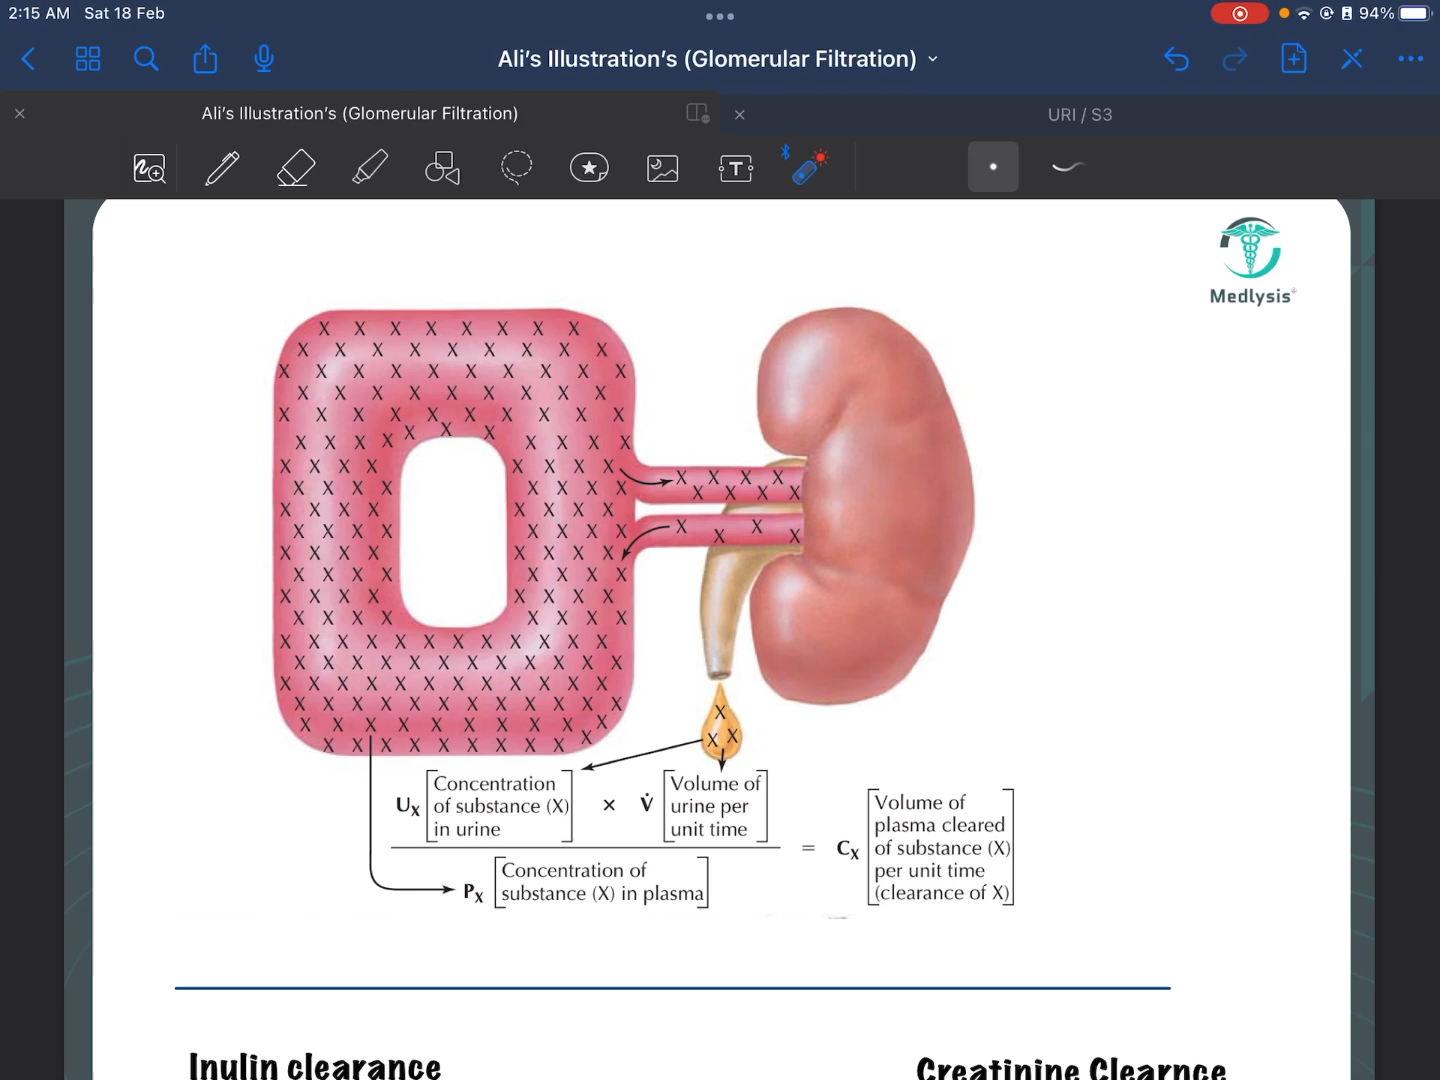 2:15 AM Sat 18 Feb
94%
Ali's Illustration's (Glomerular Filtration)
Ali's Illustration's (Glomerular Filtration)
URI / S3
T
Medlysis
X X X X X X X X
X X X X X X X X X
X X X X X X X X X X
X X X X X X X X X
X X X X X X X X X X
Concentration
of substance (X)
in urine
Ux
×
V̇
Volume of
urine per
unit time
Px
Concentration of
substance (X) in plasma
=
Cx
Volume of
plasma cleared
of substance (X)
per unit time
(clearance of X)
Inulin clearance
Creatinine Clearnce